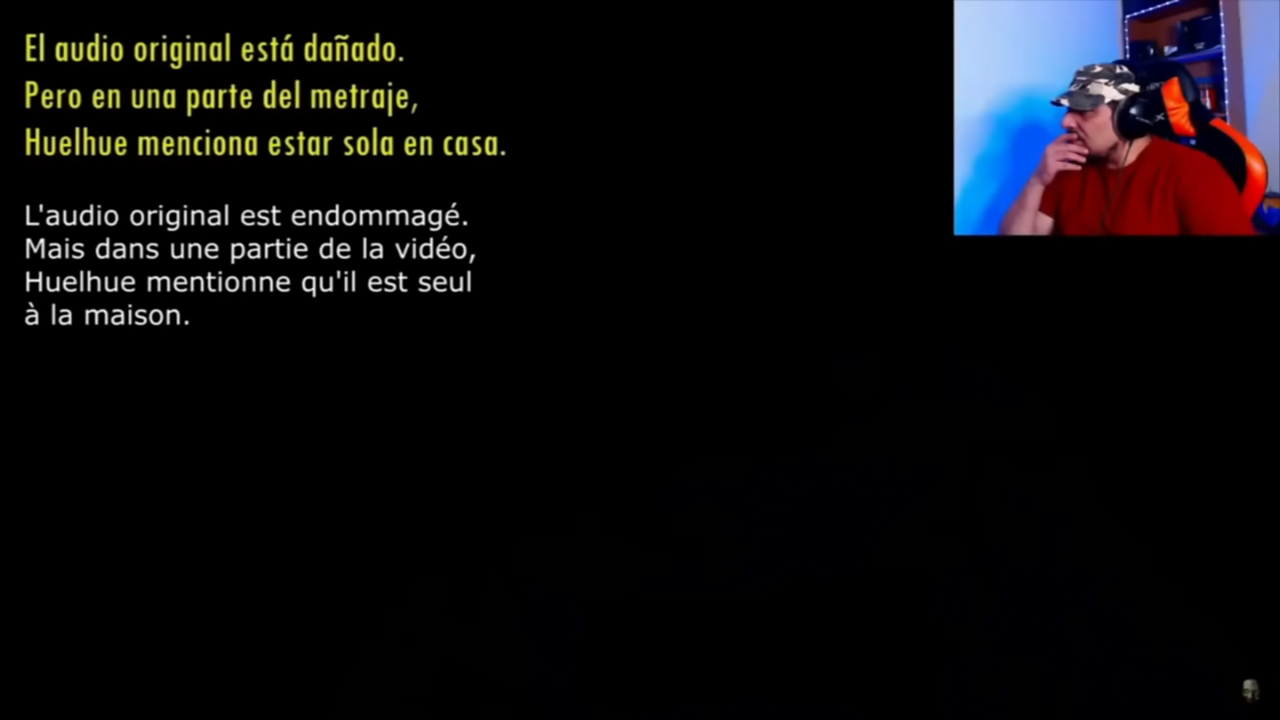 El audio original está dañado.
Pero en una parte del metraje,
Huelhue menciona estar sola en casa.
L'audio original est endommagé.
Mais dans une partie de la vidéo,
Huelhue mentionne qu'il est seul
à la maison.